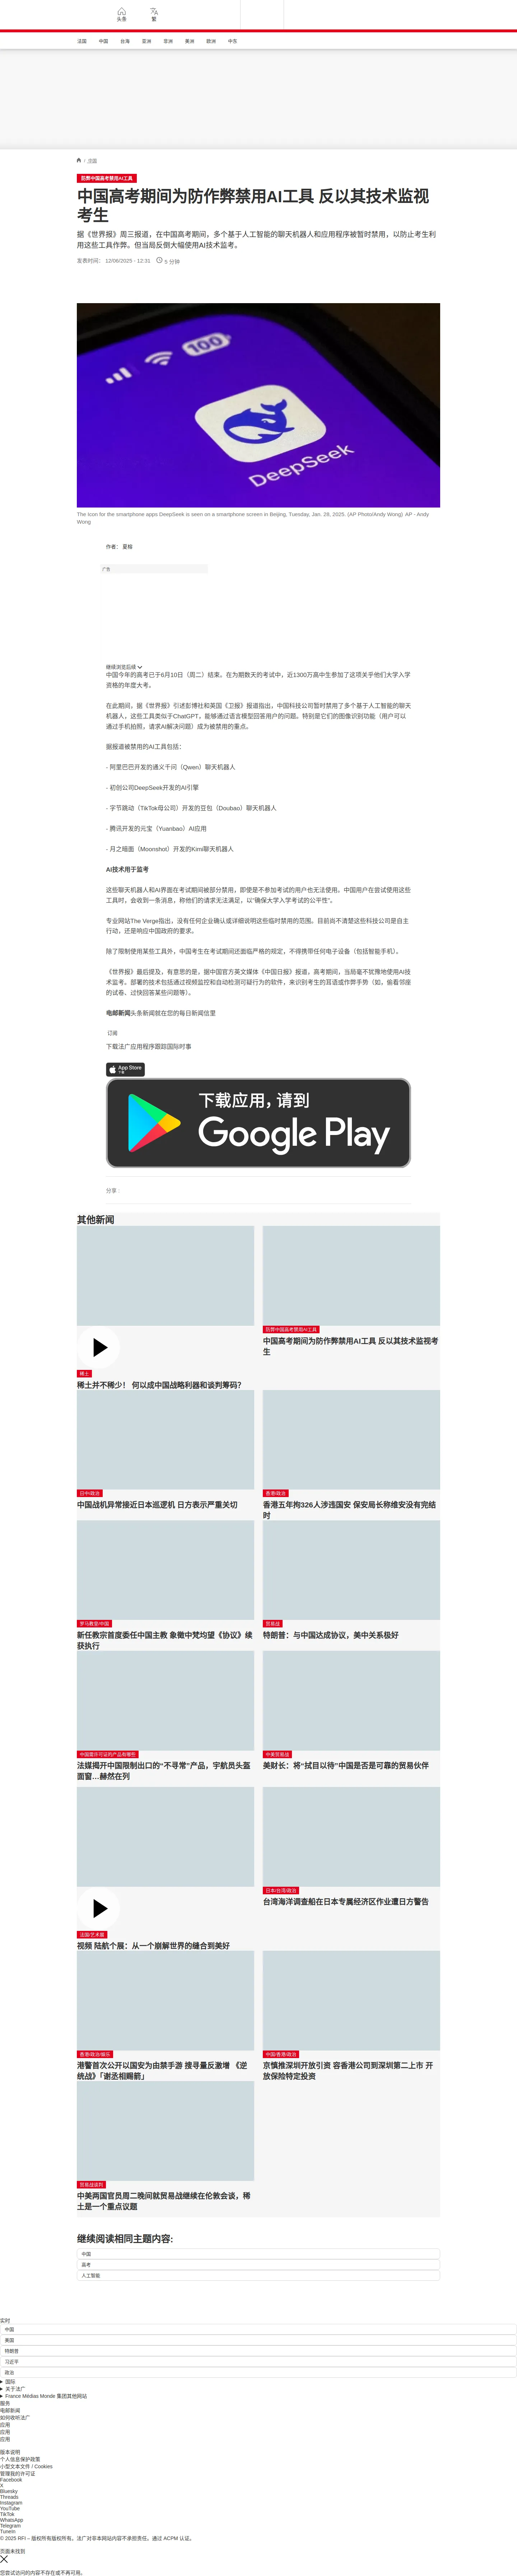 头条
繁
法国
中国
台海
亚洲
非洲
美洲
欧洲
中东
/ 中国
防弊中国高考禁用AI工具
中国高考期间为防作弊禁用AI工具 反以其技术监视
考生
据《世界报》周三报道，在中国高考期间，多个基于人工智能的聊天机器人和应用程序被暂时禁用，以防止考生利
用这些工具作弊。但当局反倒大幅使用AI技术监考。
发表时间： 12/06/2025 - 12:31
5 分钟
100
DeepSeek
The Icon for the smartphone apps DeepSeek is seen on a smartphone screen in Beijing, Tuesday, Jan. 28, 2025. (AP Photo/Andy Wong) AP - Andy
Wong
作者： 夏榕
广告
继续浏览后续
中国今年的高考已于6月10日（周二）结束。在为期数天的考试中，近1300万高中生参加了这项关乎他们大学入学
资格的年度大考。
在此期间，据《世界报》引述彭博社和英国《卫报》报道指出，中国科技公司暂时禁用了多个基于人工智能的聊天
机器人，这些工具类似于ChatGPT，能够通过语言模型回答用户的问题。特别是它们的图像识别功能（用户可以
通过手机拍照，请求AI解决问题）成为被禁用的重点。
据报道被禁用的AI工具包括：
- 阿里巴巴开发的通义千问（Qwen）聊天机器人
- 初创公司DeepSeek开发的AI引擎
- 字节跳动（TikTok母公司）开发的豆包（Doubao）聊天机器人
- 腾讯开发的元宝（Yuanbao）AI应用
- 月之暗面（Moonshot）开发的Kimi聊天机器人
AI技术用于监考
这些聊天机器人和AI界面在考试期间被部分禁用，即使是不参加考试的用户也无法使用。中国用户在尝试使用这些
工具时，会收到一条消息，称他们的请求无法满足，以“确保大学入学考试的公平性”。
专业网站The Verge指出，没有任何企业确认或详细说明这些临时禁用的范围。目前尚不清楚这些科技公司是自主
行动，还是响应中国政府的要求。
除了限制使用某些工具外，中国考生在考试期间还面临严格的规定，不得携带任何电子设备（包括智能手机）。
《世界报》最后提及，有意思的是，据中国官方英文媒体《中国日报》报道，高考期间，当局毫不犹豫地使用AI技
术监考。部署的技术包括通过视频监控和自动检测可疑行为的软件，来识别考生的耳语或作弊手势（如，偷看邻座
的试卷、过快回答某些问题等）。
电邮新闻头条新闻就在您的每日新闻信里
订阅
下载法广应用程序跟踪国际时事
App Store
下载
下载应用，请到
Google Play
分享 :
其他新闻
稀土
稀土并不稀少！ 何以成中国战略利器和谈判筹码？
防弊中国高考禁用AI工具
中国高考期间为防作弊禁用AI工具 反以其技术监视考
生
日中/政治
中国战机异常接近日本巡逻机 日方表示严重关切
香港/政治
香港五年拘326人涉违国安 保安局长称维安没有完结
时
罗马教皇/中国
新任教宗首度委任中国主教 象徵中梵均望《协议》续
获执行
贸易战
特朗普：与中国达成协议，美中关系极好
中国需许可证的产品有哪些
法媒揭开中国限制出口的“不寻常”产品，宇航员头盔
面窗…赫然在列
中美贸易战
美财长：将“拭目以待”中国是否是可靠的贸易伙伴
法国/艺术展
视频 陆航个展：从一个崩解世界的缝合到美好
日本/台湾/政治
台湾海洋调查船在日本专属经济区作业遭日方警告
香港/政治/娱乐
港警首次公开以国安为由禁手游 搜寻量反激增 《逆
统战》「谢丞相赐箭」
中国/香港/政治
京慎推深圳开放引资 容香港公司到深圳第二上市 开
放保险特定投资
贸易战谈判
中美两国官员周二晚间就贸易战继续在伦敦会谈，稀
土是一个重点议题
继续阅读相同主题内容:
中国
高考
人工智能
实时
中国
美国
特朗普
习近平
政治
国际
关于法广
France Médias Monde 集团其他网站
服务
电邮新闻
如何收听法广
应用
应用
应用
版本说明
个人信息保护政策
小型文本文件 / Cookies
管理我的许可证
Facebook
X
Bluesky
Threads
Instagram
YouTube
TikTok
WhatsApp
Telegram
TuneIn
© 2025 RFI – 版权所有版权所有。法广对非本网站内容不承担责任。通过 ACPM 认证。
页面未找到
您尝试访问的内容不存在或不再可用。